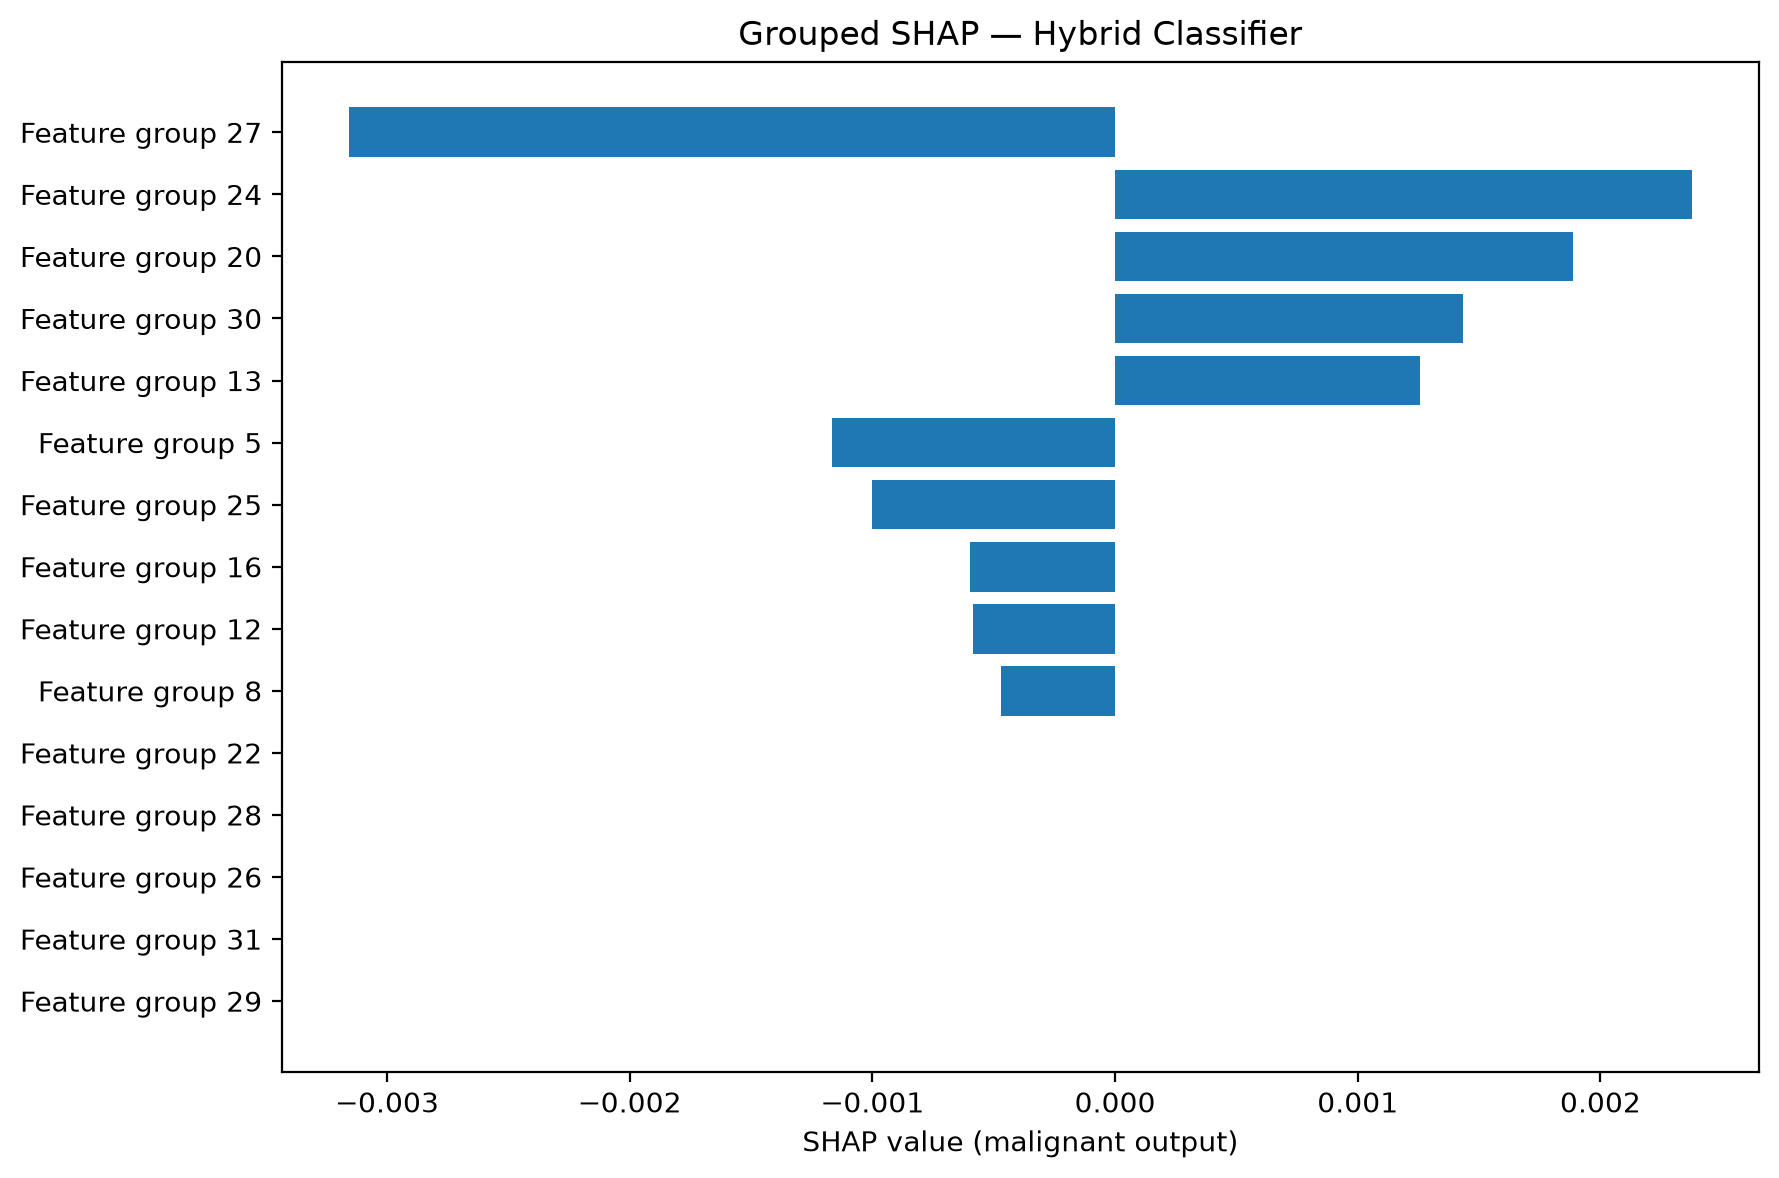 Grouped SHAP — Hybrid Classifier
Feature group 27
Feature group 24
Feature group 20
Feature group 30
Feature group 13
Feature group 5
Feature group 25
Feature group 16
Feature group 12
Feature group 8
Feature group 22
Feature group 28
Feature group 26
Feature group 31
Feature group 29
−0.003 −0.002 −0.001 0.000 0.001 0.002
SHAP value (malignant output)